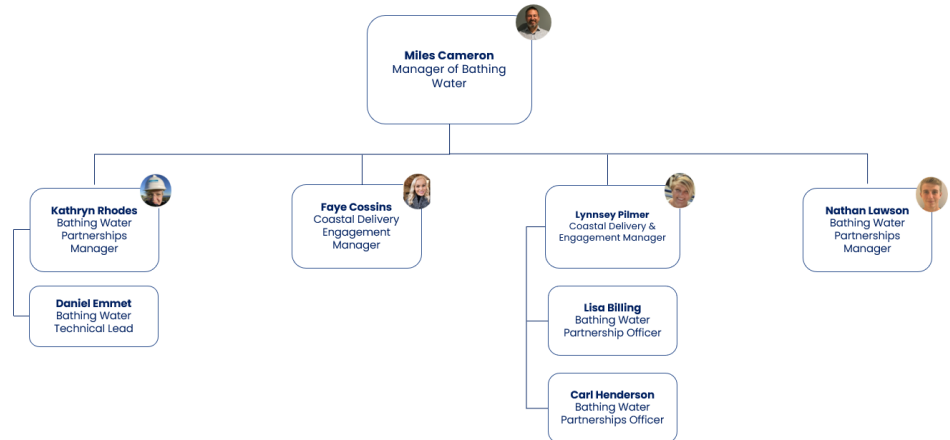 Miles Cameron
Manager of Bathing
Water
Kathryn Rhodes
Bathing Water
Partnerships
Manager
Faye Cossins
Coastal Delivery
Engagement
Manager
Lynnsey Pilmer
Coastal Delivery &
Engagement Manager
Nathan Lawson
Bathing Water
Partnerships
Manager
Daniel Emmet
Bathing Water
Technical Lead
Lisa Billing
Bathing Water
Partnership Officer
Carl Henderson
Bathing Water
Partnerships Officer